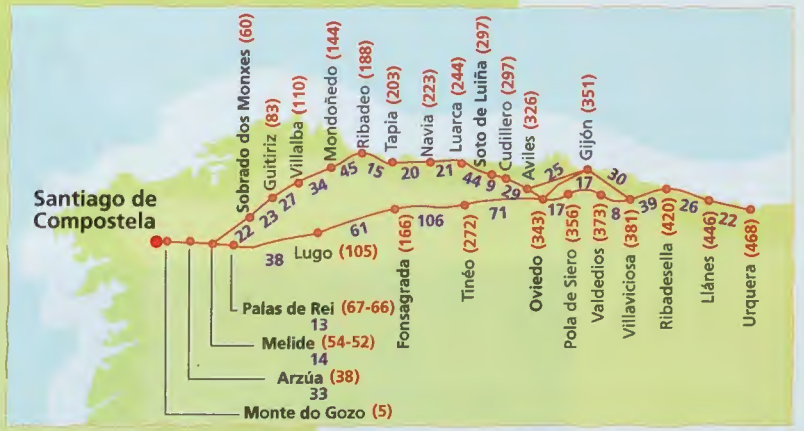 Sobrado dos Monxes (60)
Guitiriz (83)
Villalba (110)
Mondoñedo (144)
Ribadeo (188)
Tapia (203)
Navia (223)
Luarca (244)
Soto de Luiña (297)
Cudillero (297)
Aviles (326)
Gijón (351)
22
23
27
34
45
15
20
21
44
9
29
25
30
17
Santiago de
Compostela
38
61
106
71
17
8
39
26
22
Lugo (105)
Fonsagrada (166)
Tinéo (272)
Oviedo (343)
Pola de Siero (356)
Valdedios (373)
Villaviciosa (381)
Ribadesella (420)
Llánes (446)
Urquera (468)
Palas de Rei (67-66)
13
Melide (54-52)
14
Arzúa (38)
33
Monte do Gozo (5)